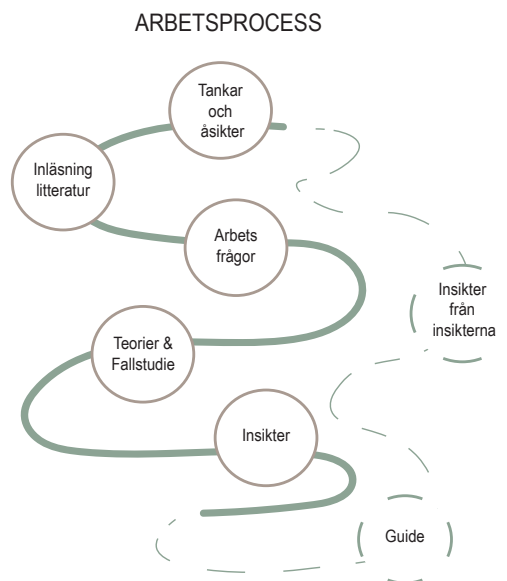 ARBETSPROCESS
Tankar
och
åsikter
Inläsning
litteratur
Arbets
frågor
Insikter
från
insikterna
Teorier &
Fallstudie
Insikter
Guide